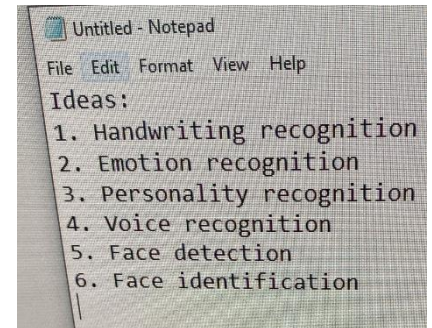 Untitled - Notepad
File Edit Format View Help
Ideas:
1. Handwriting recognition
2. Emotion recognition
3. Personality recognition
4. Voice recognition
5. Face detection
6. Face identification